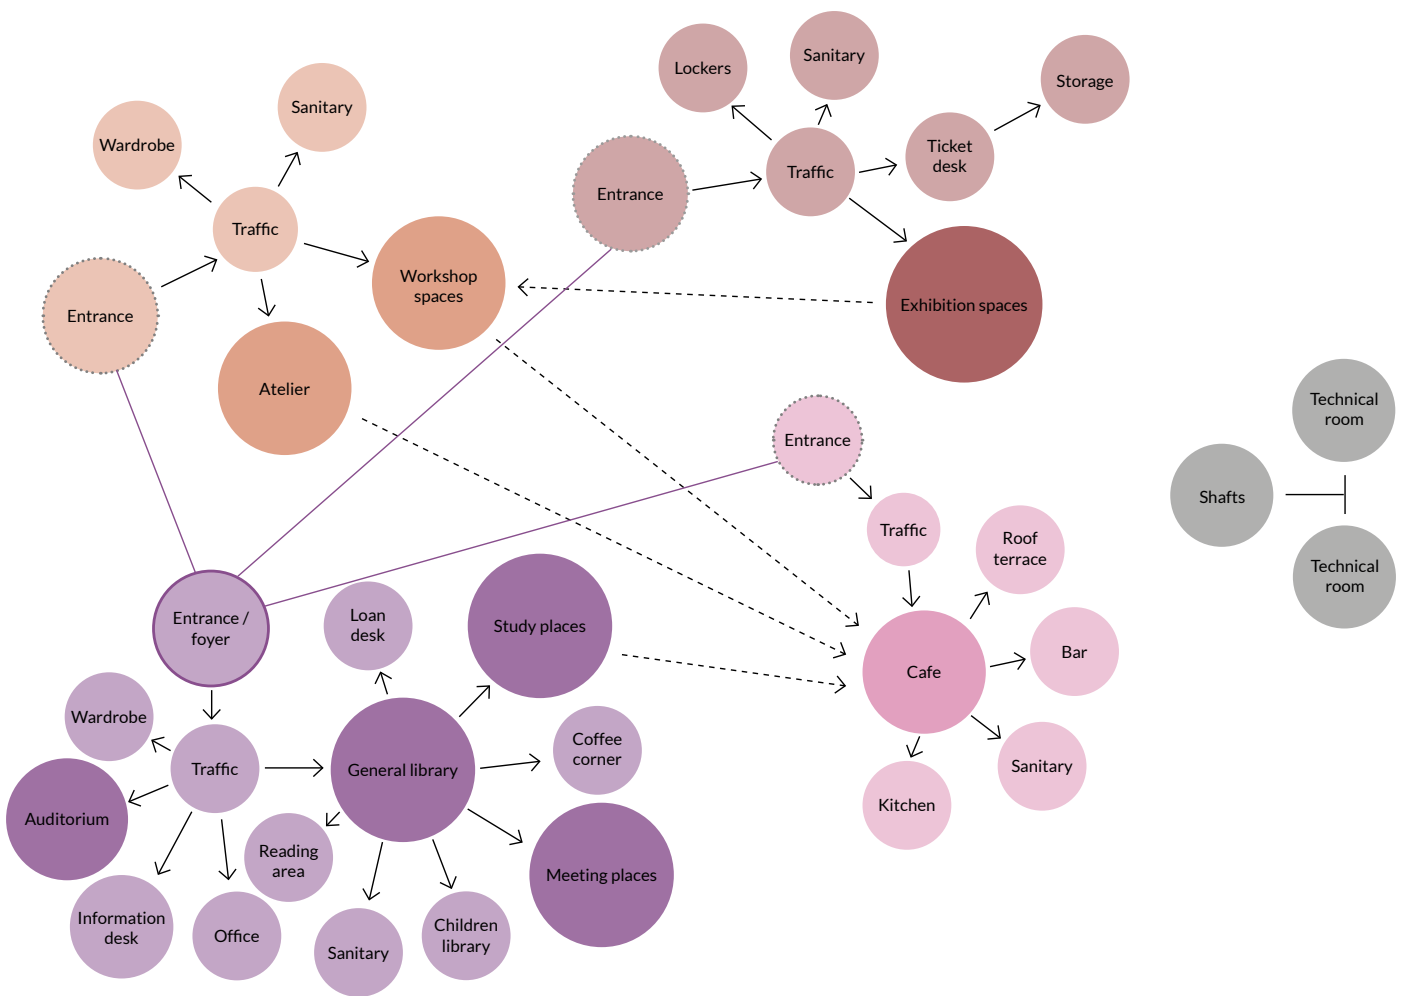 Wardrobe
Sanitary
Traffic
Entrance
Workshop
spaces
Atelier
Lockers
Sanitary
Storage
Entrance
Traffic
Ticket
desk
Exhibition spaces
Entrance
Traffic
Roof
terrace
Cafe
Bar
Sanitary
Kitchen
Technical
room
Shafts
Technical
room
Entrance /
foyer
Loan
desk
Study places
Wardrobe
Traffic
General library
Coffee
corner
Auditorium
Reading
area
Meeting places
Information
desk
Office
Sanitary
Children
library